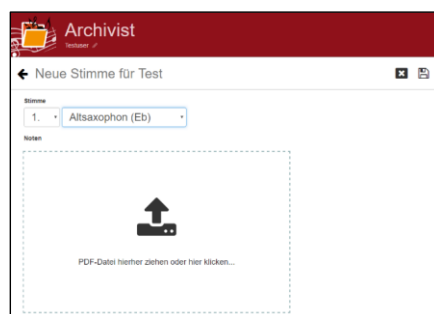 Archivist
Testuser
Neue Stimme für Test
Stimme
1. Altsaxophon (Eb)
Noten
PDF-Datei hierher ziehen oder hier klicken...